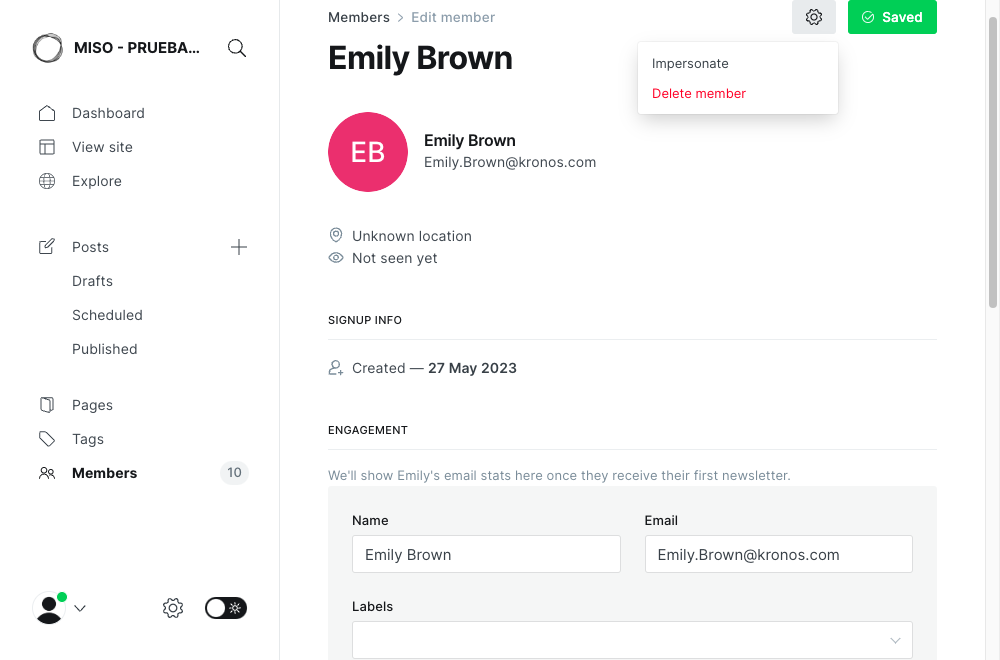 MISO - PRUEBA...
Dashboard
View site
Explore
Posts
Drafts
Scheduled
Published
Pages
Tags
Members
10
Members
Edit member
Saved
Emily Brown
Impersonate
Delete member
EB
Emily Brown
Emily.Brown@kronos.com
Unknown location
Not seen yet
SIGNUP INFO
Created — 27 May 2023
ENGAGEMENT
We'll show Emily's email stats here once they receive their first newsletter.
Name
Email
Emily Brown
Emily.Brown@kronos.com
Labels